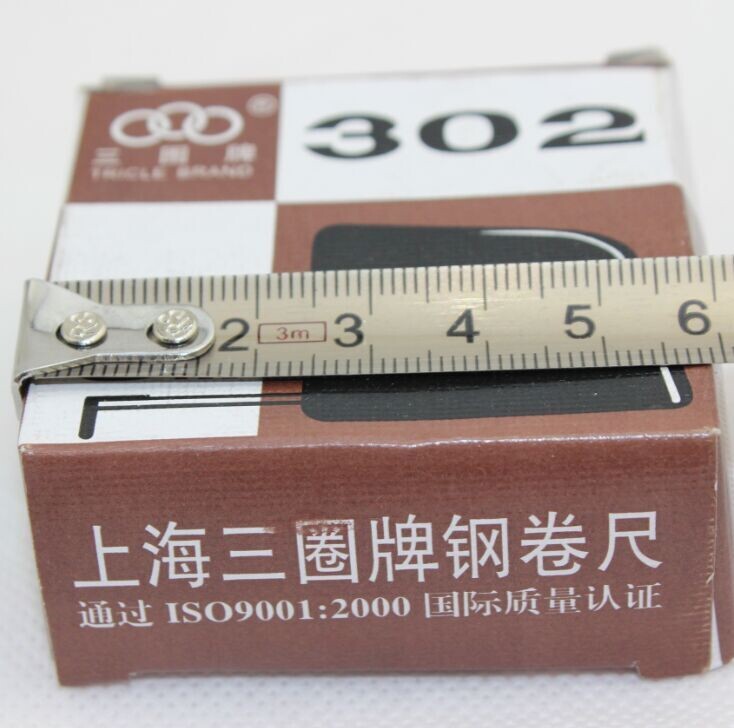 ®
302
三圈牌
TRICLE BRAND
2 3m 3 4 5 6
上海三圈牌钢卷尺
通过 ISO9001:2000 国际质量认证